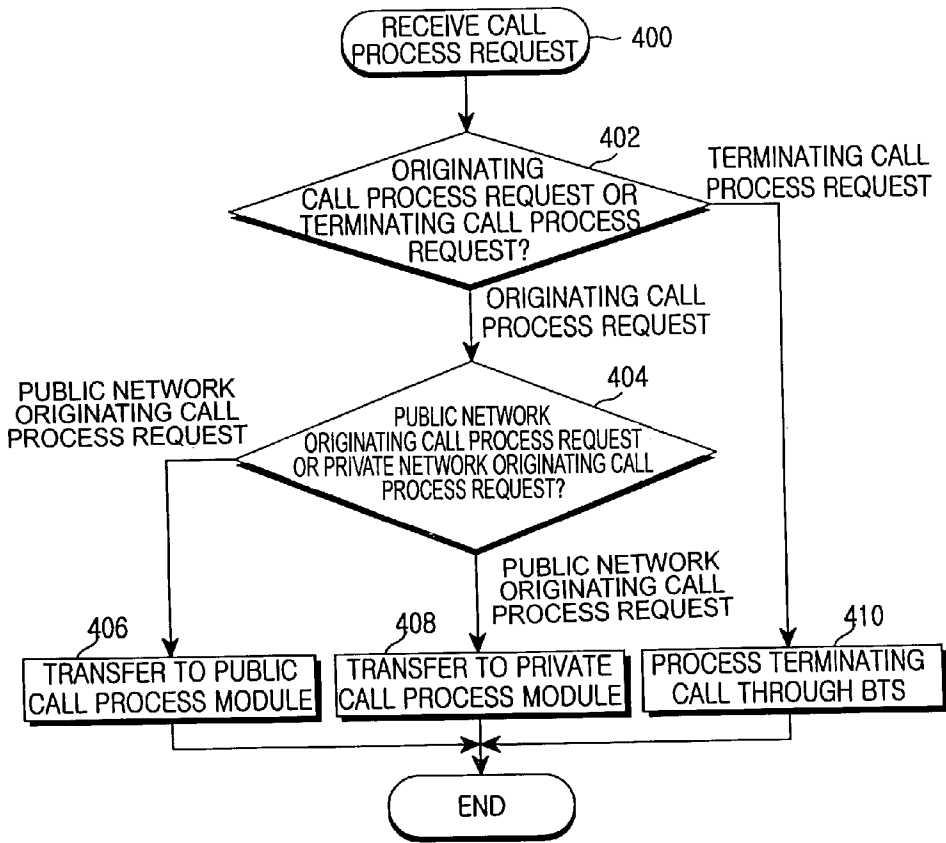 RECEIVE CALL
PROCESS REQUEST
400
402
ORIGINATING
CALL PROCESS REQUEST OR
TERMINATING CALL PROCESS
REQUEST?
TERMINATING CALL
PROCESS REQUEST
ORIGINATING CALL
PROCESS REQUEST
404
PUBLIC NETWORK
ORIGINATING CALL
PROCESS REQUEST
PUBLIC NETWORK
ORIGINATING CALL PROCESS REQUEST
OR PRIVATE NETWORK ORIGINATING CALL
PROCESS REQUEST?
PUBLIC NETWORK
ORIGINATING CALL
PROCESS REQUEST
406
TRANSFER TO PUBLIC
CALL PROCESS MODULE
408
TRANSFER TO PRIVATE
CALL PROCESS MODULE
410
PROCESS TERMINATING
CALL THROUGH BTS
END